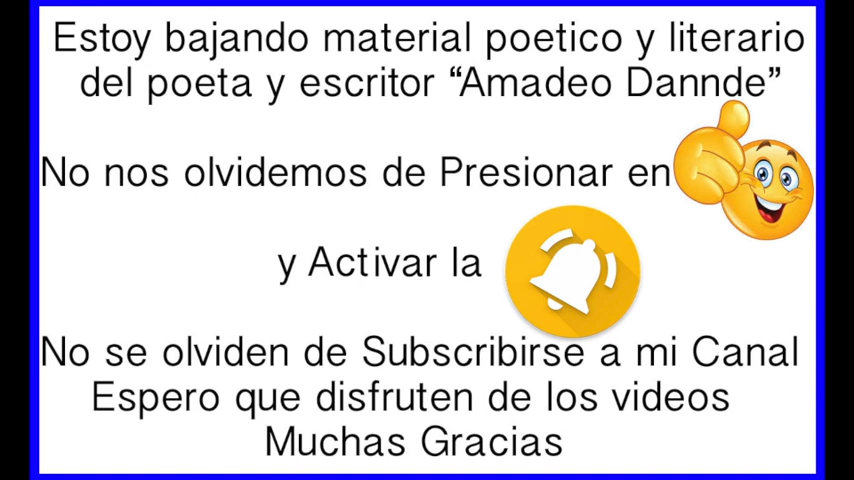 Estoy bajando material poetico y literario
del poeta y escritor “Amadeo Dannde”
No nos olvidemos de Presionar en
y Activar la
No se olviden de Subscribirse a mi Canal
Espero que disfruten de los videos
Muchas Gracias